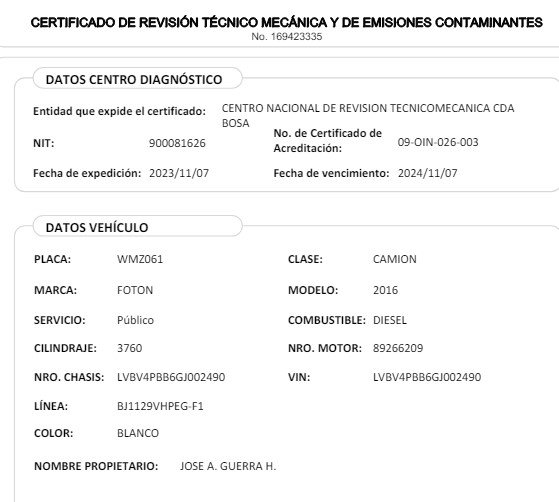 CERTIFICADO DE REVISIÓN TÉCNICO MECÁNICA Y DE EMISIONES CONTAMINANTES
No. 169423335
DATOS CENTRO DIAGNÓSTICO
Entidad que expide el certificado: CENTRO NACIONAL DE REVISION TECNICOMECANICA CDA
BOSA
NIT: 900081626 No. de Certificado de
Acreditación: 09-OIN-026-003
Fecha de expedición: 2023/11/07 Fecha de vencimiento: 2024/11/07
DATOS VEHÍCULO
PLACA: WMZ061 CLASE: CAMION
MARCA: FOTON MODELO: 2016
SERVICIO: Público COMBUSTIBLE: DIESEL
CILINDRAJE: 3760 NRO. MOTOR: 89266209
NRO. CHASIS: LVBV4PBB6GJ002490 VIN: LVBV4PBB6GJ002490
LÍNEA: BJ1129VHPEG-F1
COLOR: BLANCO
NOMBRE PROPIETARIO: JOSE A. GUERRA H.